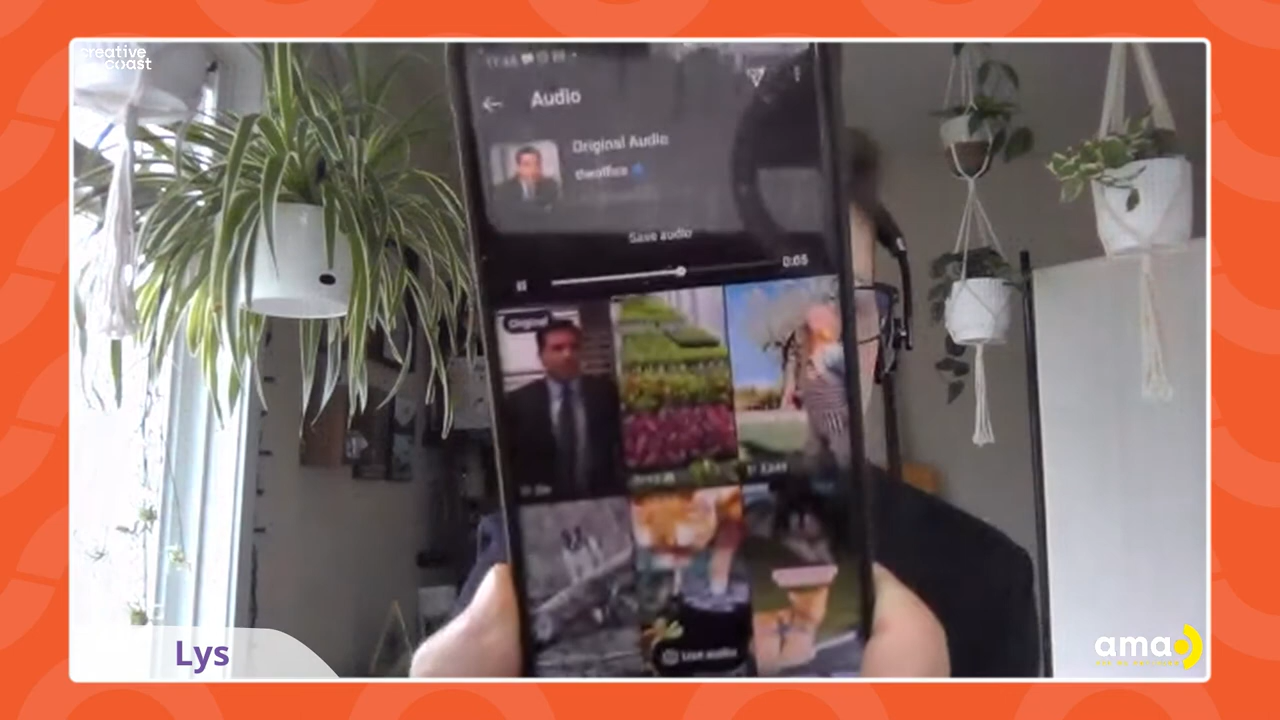 creative
coast
Audio
Original Audio
theoffice
Save audio
0:05
Original
Use audio
Lys
ama